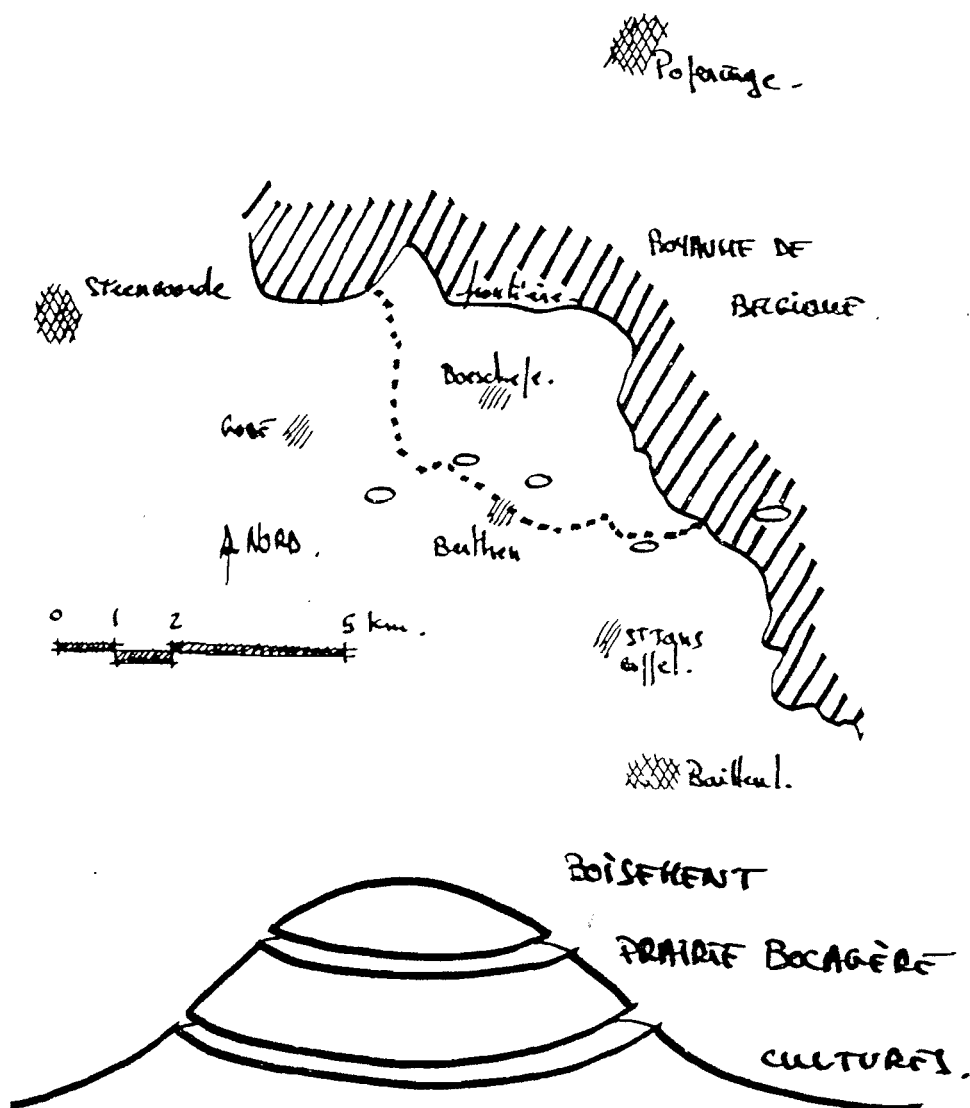 Poperinge.
ROYAUME DE
BELGIQUE.
Steenvoorde
frontière
Boeschepe.
GODE
Berthen
NORD.
0 1 2 5 km.
ST Jans
Cappel.
Bailleul.
BOISEMENT
PRAIRIE BOCAGÈRE
CULTURES.